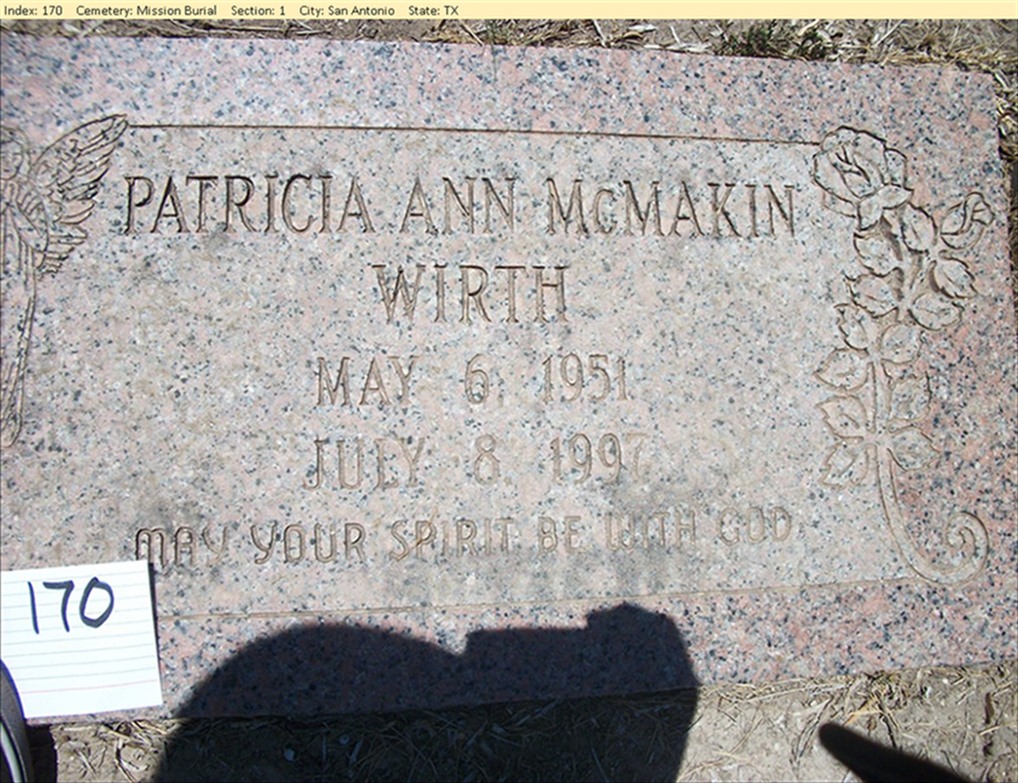 Index: 170 Cemetery: Mission Burial Section: 1 City: San Antonio State: TX
PATRICIA ANN McMAKIN
WIRTH
MAY 6, 1951
JULY 8, 1997
MAY YOUR SPIRIT BE WITH GOD
170